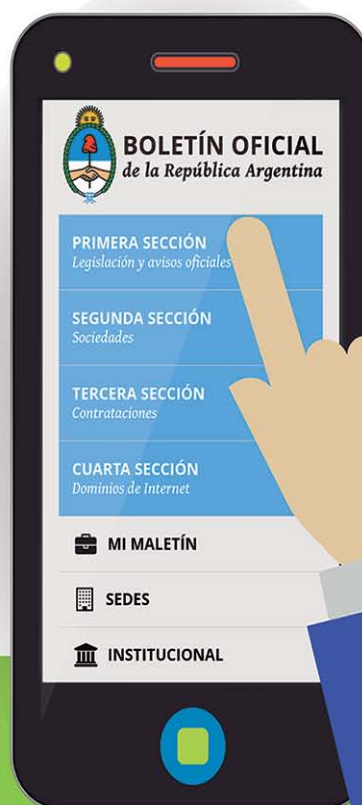 BOLETÍN OFICIAL
de la República Argentina
PRIMERA SECCIÓN
Legislación y avisos oficiales
SEGUNDA SECCIÓN
Sociedades
TERCERA SECCIÓN
Contrataciones
CUARTA SECCIÓN
Dominios de Internet
MI MALETÍN
SEDES
INSTITUCIONAL